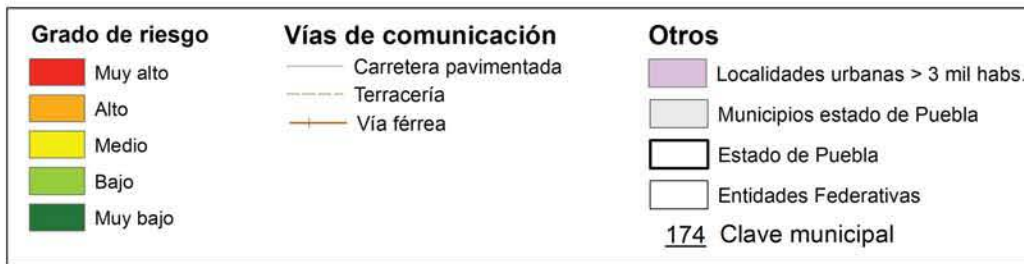 Grado de riesgo
Muy alto
Alto
Medio
Bajo
Muy bajo
Vías de comunicación
Carretera pavimentada
Terracería
Vía férrea
Otros
Localidades urbanas > 3 mil habs.
Municipios estado de Puebla
Estado de Puebla
Entidades Federativas
174 Clave municipal